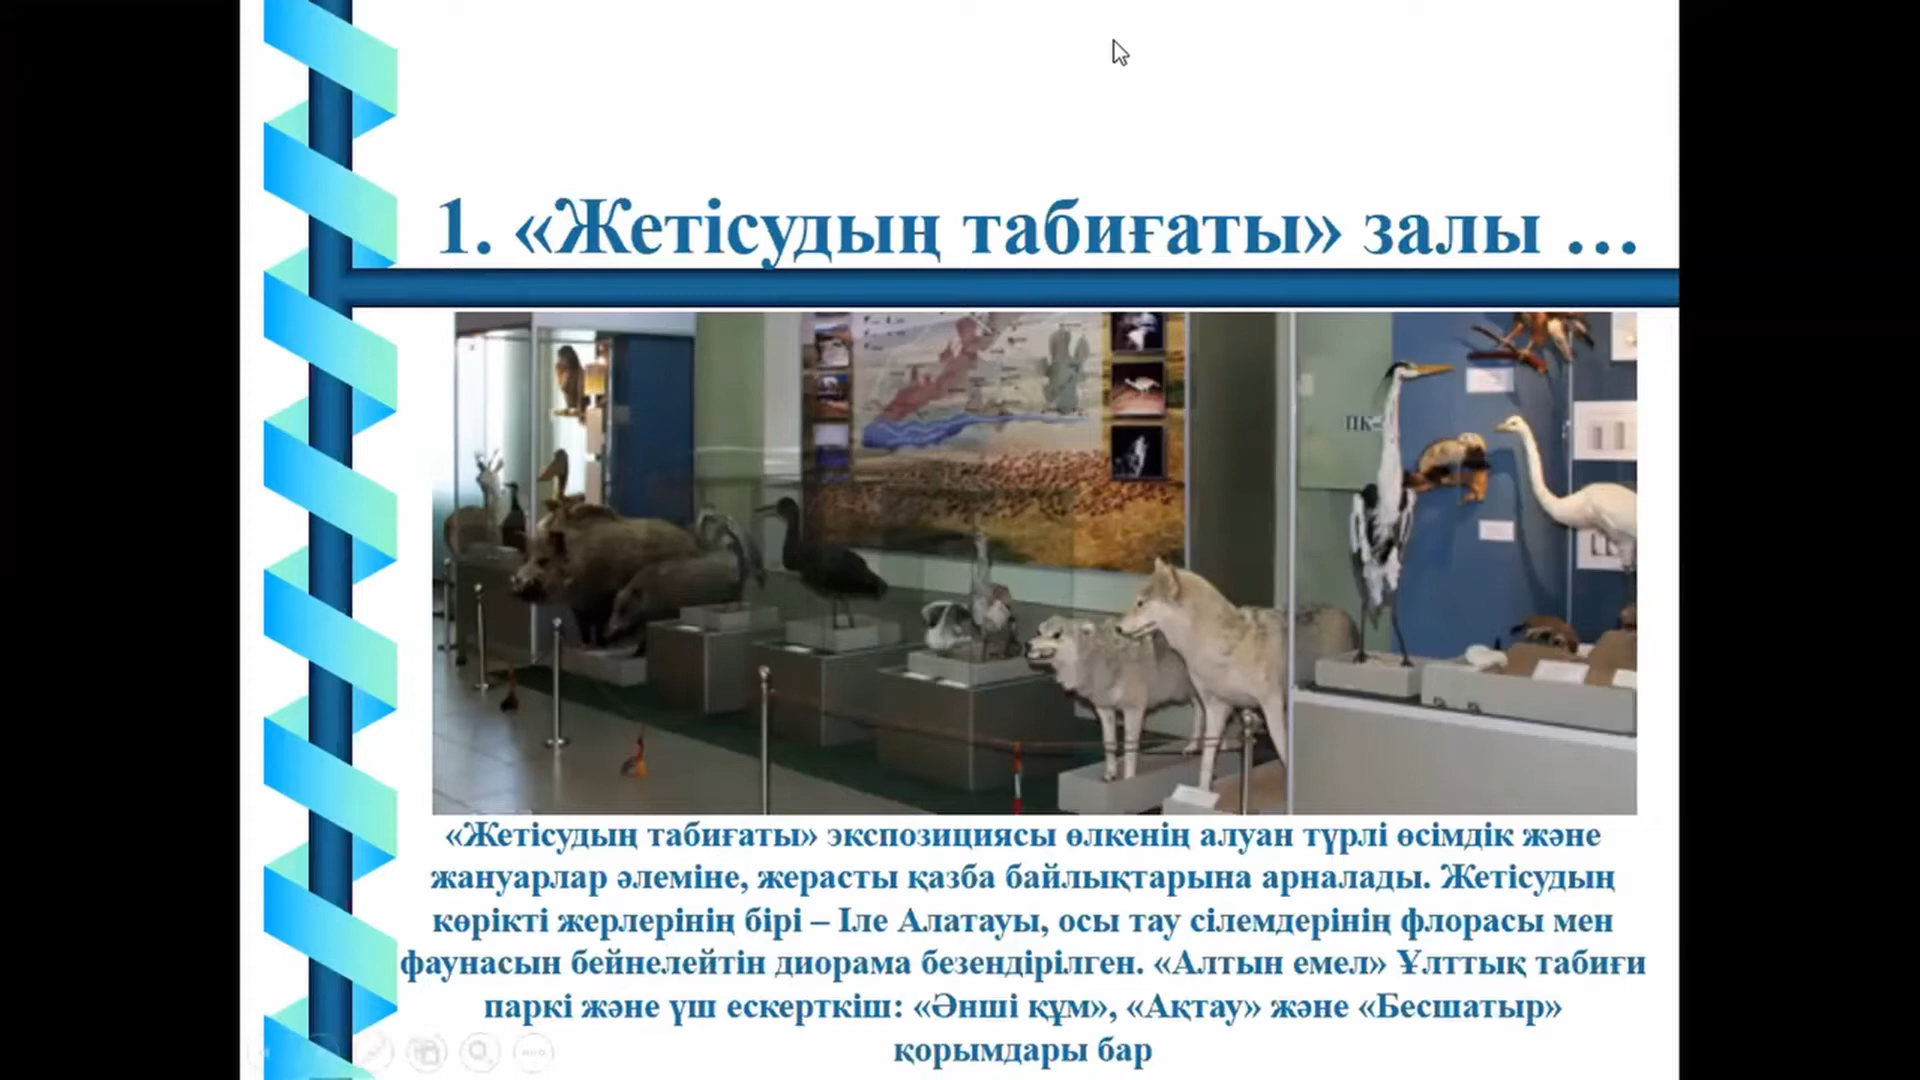 1. «Жетісудың табиғаты» залы …
ПК-
«Жетісудың табиғаты» экспозициясы өлкенің алуан түрлі өсімдік және
жануарлар әлеміне, жерасты қазба байлықтарына арналады. Жетісудың
көрікті жерлерінің бірі – Іле Алатауы, осы тау сілемдерінің флорасы мен
фаунасын бейнелейтін диорама безендірілген. «Алтын емел» Ұлттық табиғи
паркі және үш ескерткіш: «Әнші құм», «Ақтау» және «Бесшатыр»
қорымдары бар